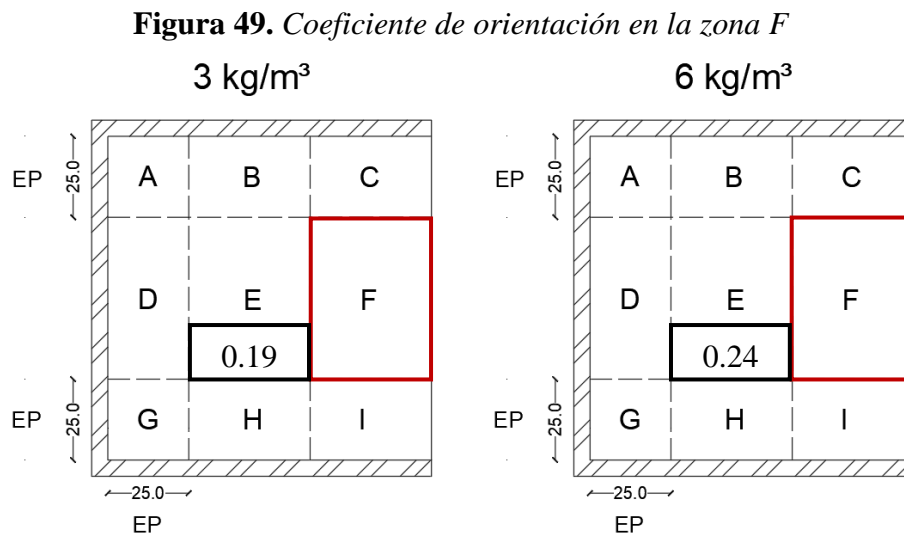 Figura 49. Coeficiente de orientación en la zona F
3 kg/m³ 6 kg/m³
EP 25.0 A B C EP 25.0 A B C
D E F D E F
0.19 0.24
EP 25.0 G H I EP 25.0 G H I
25.0 25.0
EP EP